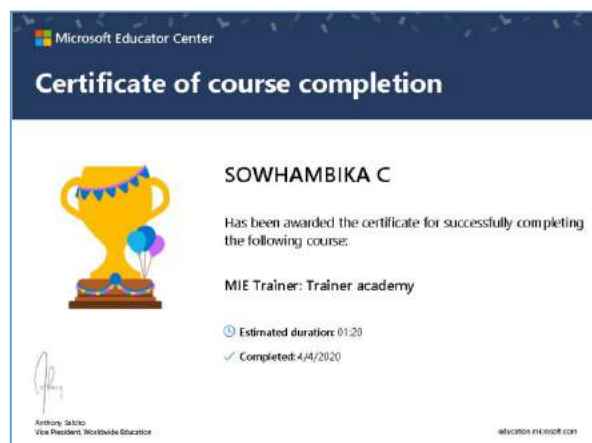 Microsoft Educator Center
Certificate of course completion
SOWHAMBIKA C
Has been awarded the certificate for successfully completing
the following course:
MIE Trainer: Trainer academy
Estimated duration: 01:20
Completed: 4/4/2020
Anthony Salcito
Vice President, Worldwide Education
education.microsoft.com